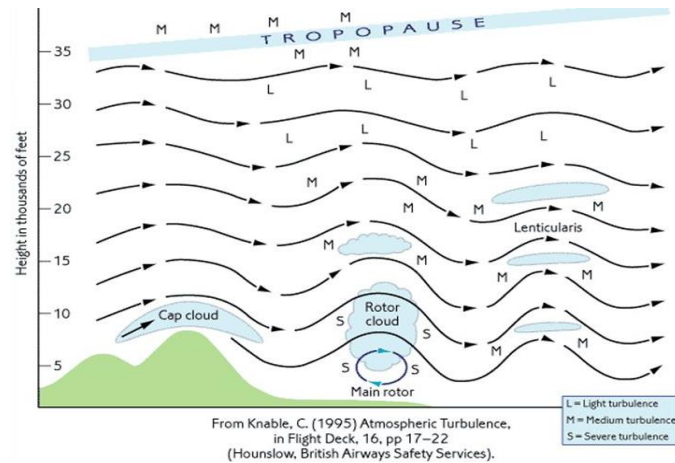 M M M M
TROPOPAUSE
M M
L L L L
L L L L
M M M M M
Lenticularis
M M M M
Cap cloud
Rotor
cloud
S S
S S
M M
Main rotor
Height in thousands of feet
35
30
25
20
15
10
5
From Knable, C. (1995) Atmospheric Turbulence,
in Flight Deck, 16, pp 17–22
(Hounslow, British Airways Safety Services).
L = Light turbulence
M = Medium turbulence
S = Severe turbulence